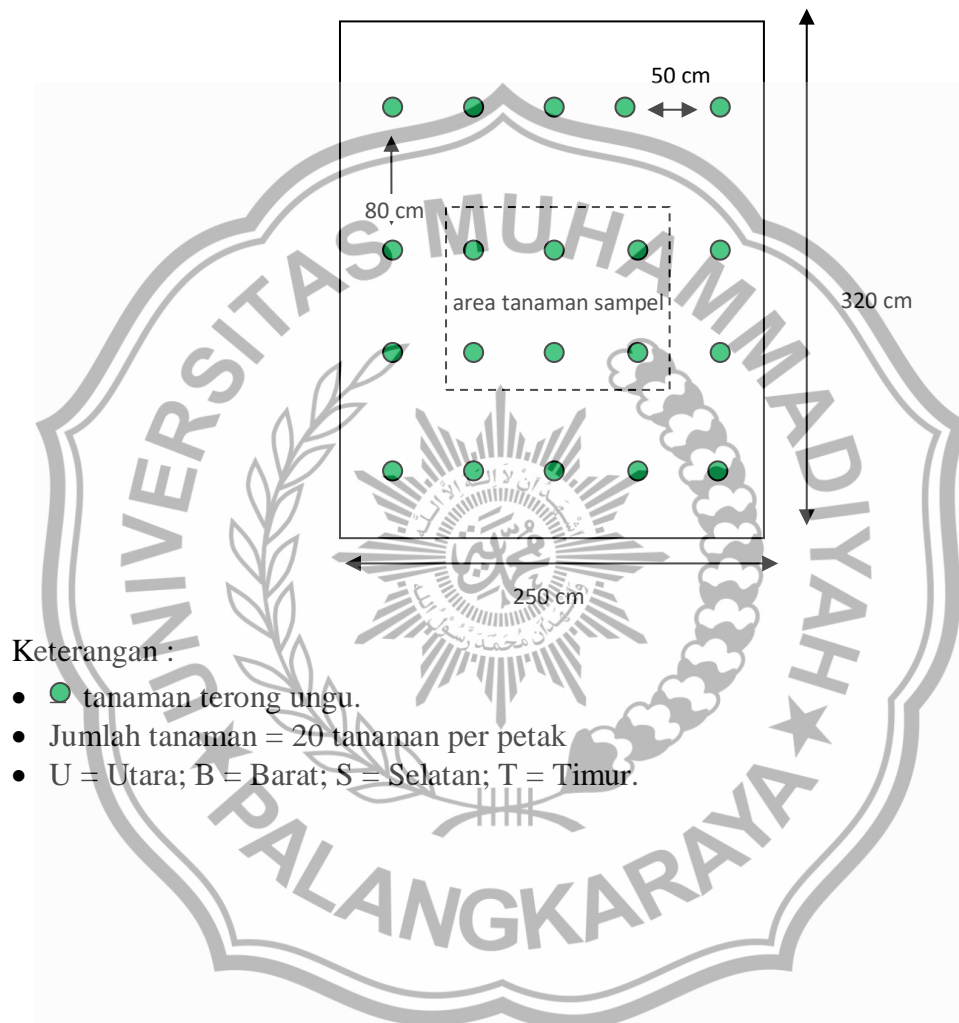 50 cm
80 cm
area tanaman sampel
320 cm
250 cm
Keterangan :
• = tanaman terong ungu.
• Jumlah tanaman = 20 tanaman per petak
• U = Utara; B = Barat; S = Selatan; T = Timur.
UNIVERSITAS MUHAMMADIYAH
PALANGKARAYA